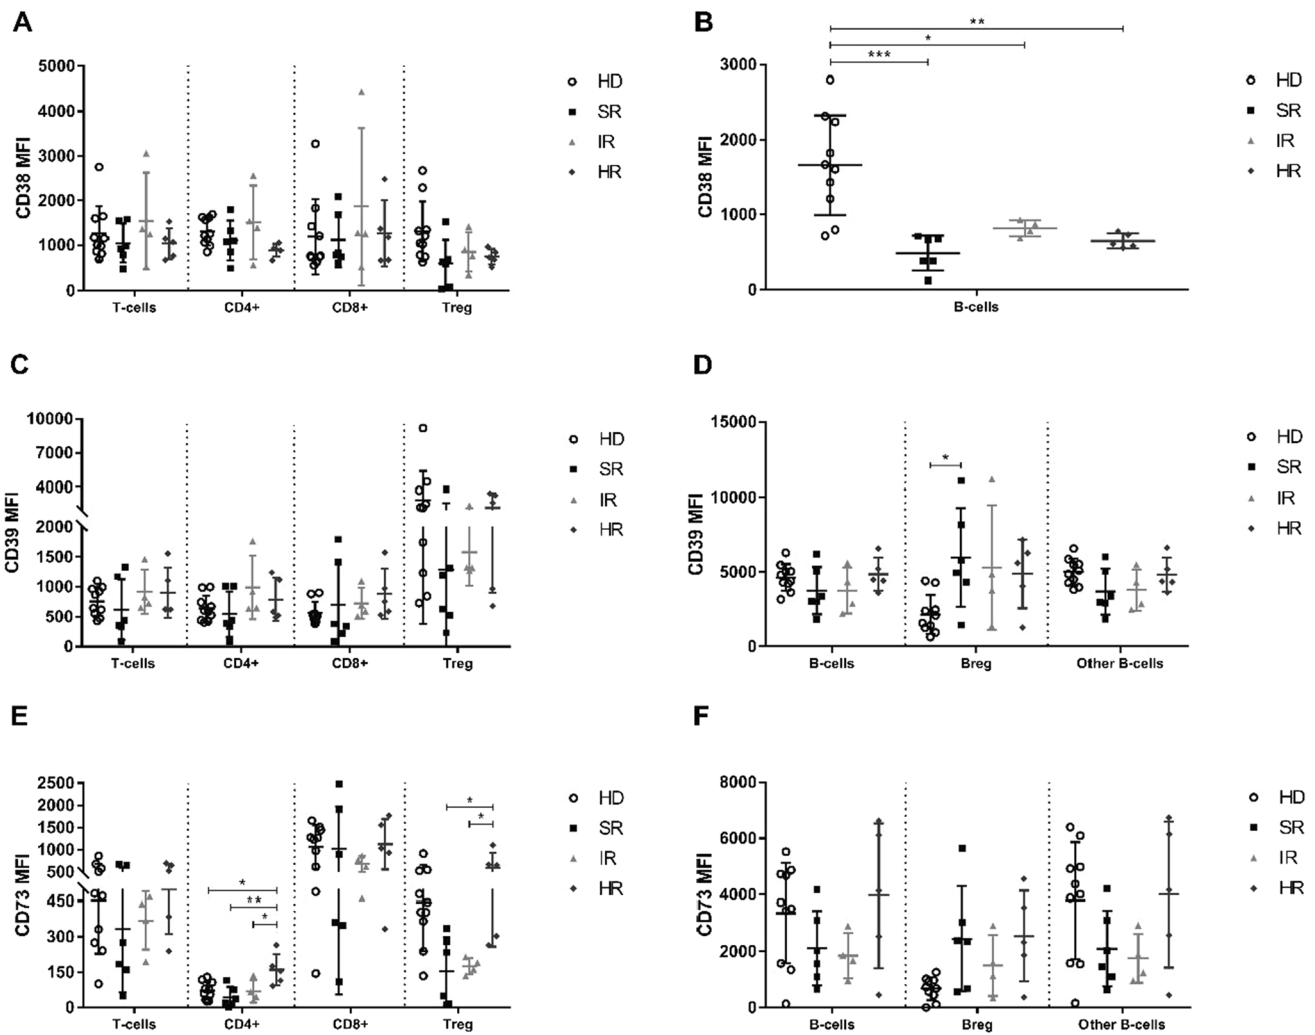 A
CD38 MFI
5000
4000
3000
2000
1000
0
T-cells
CD4+
CD8+
Treg
HD
SR
IR
HR
B
CD38 MFI
3000
2000
1000
0
**
*
***
B-cells
HD
SR
IR
HR
C
CD39 MFI
10000
7000
4000
2000
1500
1000
500
0
T-cells
CD4+
CD8+
Treg
HD
SR
IR
HR
D
CD39 MFI
15000
10000
5000
0
*
B-cells
Breg
Other B-cells
HD
SR
IR
HR
E
CD73 MFI
2500
2000
1500
1000
500
450
300
150
0
*
**
*
*
*
T-cells
CD4+
CD8+
Treg
HD
SR
IR
HR
F
CD73 MFI
8000
6000
4000
2000
0
B-cells
Breg
Other B-cells
HD
SR
IR
HR